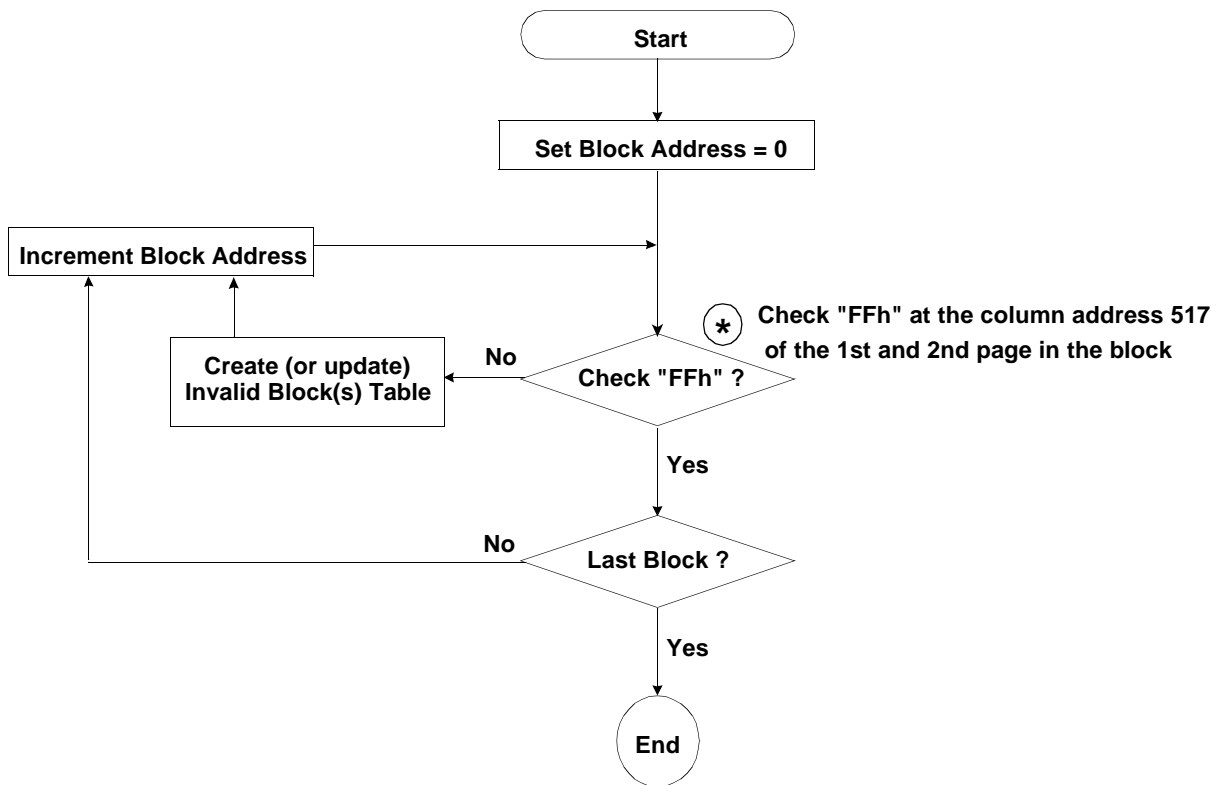 Start
Set Block Address = 0
Increment Block Address
* Check "FFh" at the column address 517
of the 1st and 2nd page in the block
No
Create (or update)
Invalid Block(s) Table
Check "FFh" ?
Yes
No
Last Block ?
Yes
End